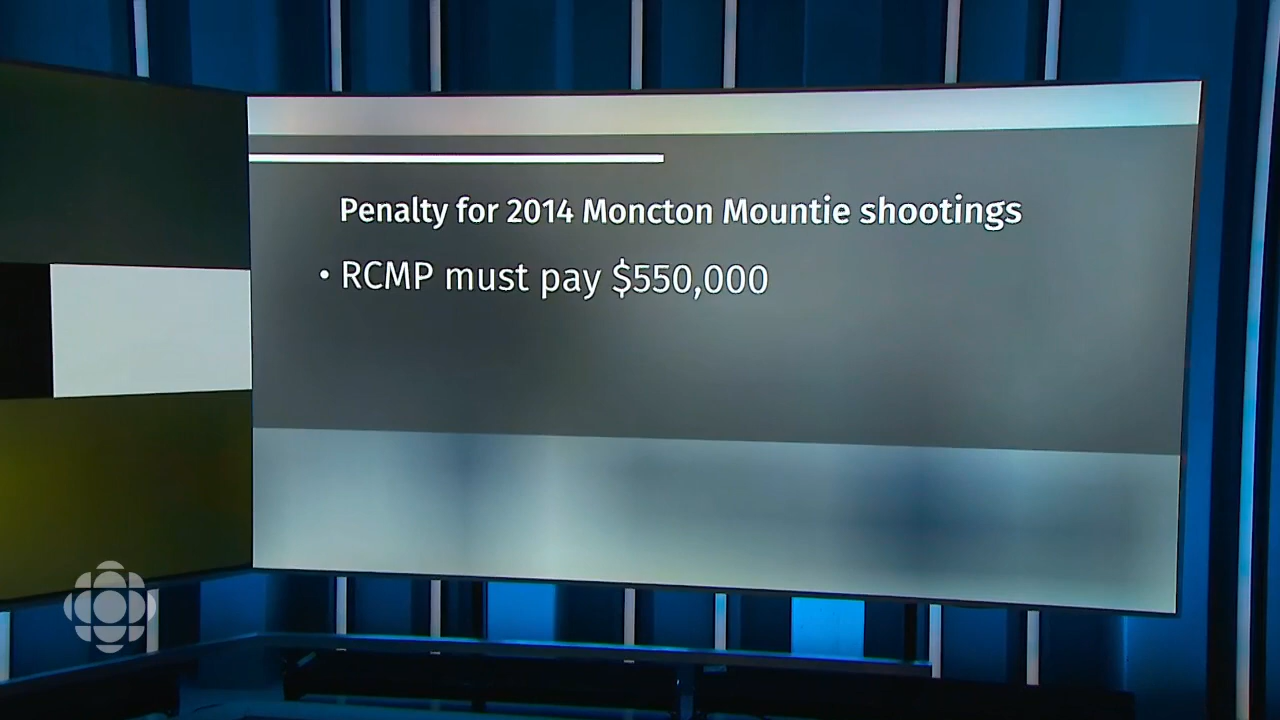 Penalty for 2014 Moncton Mountie shootings
• RCMP must pay $550,000